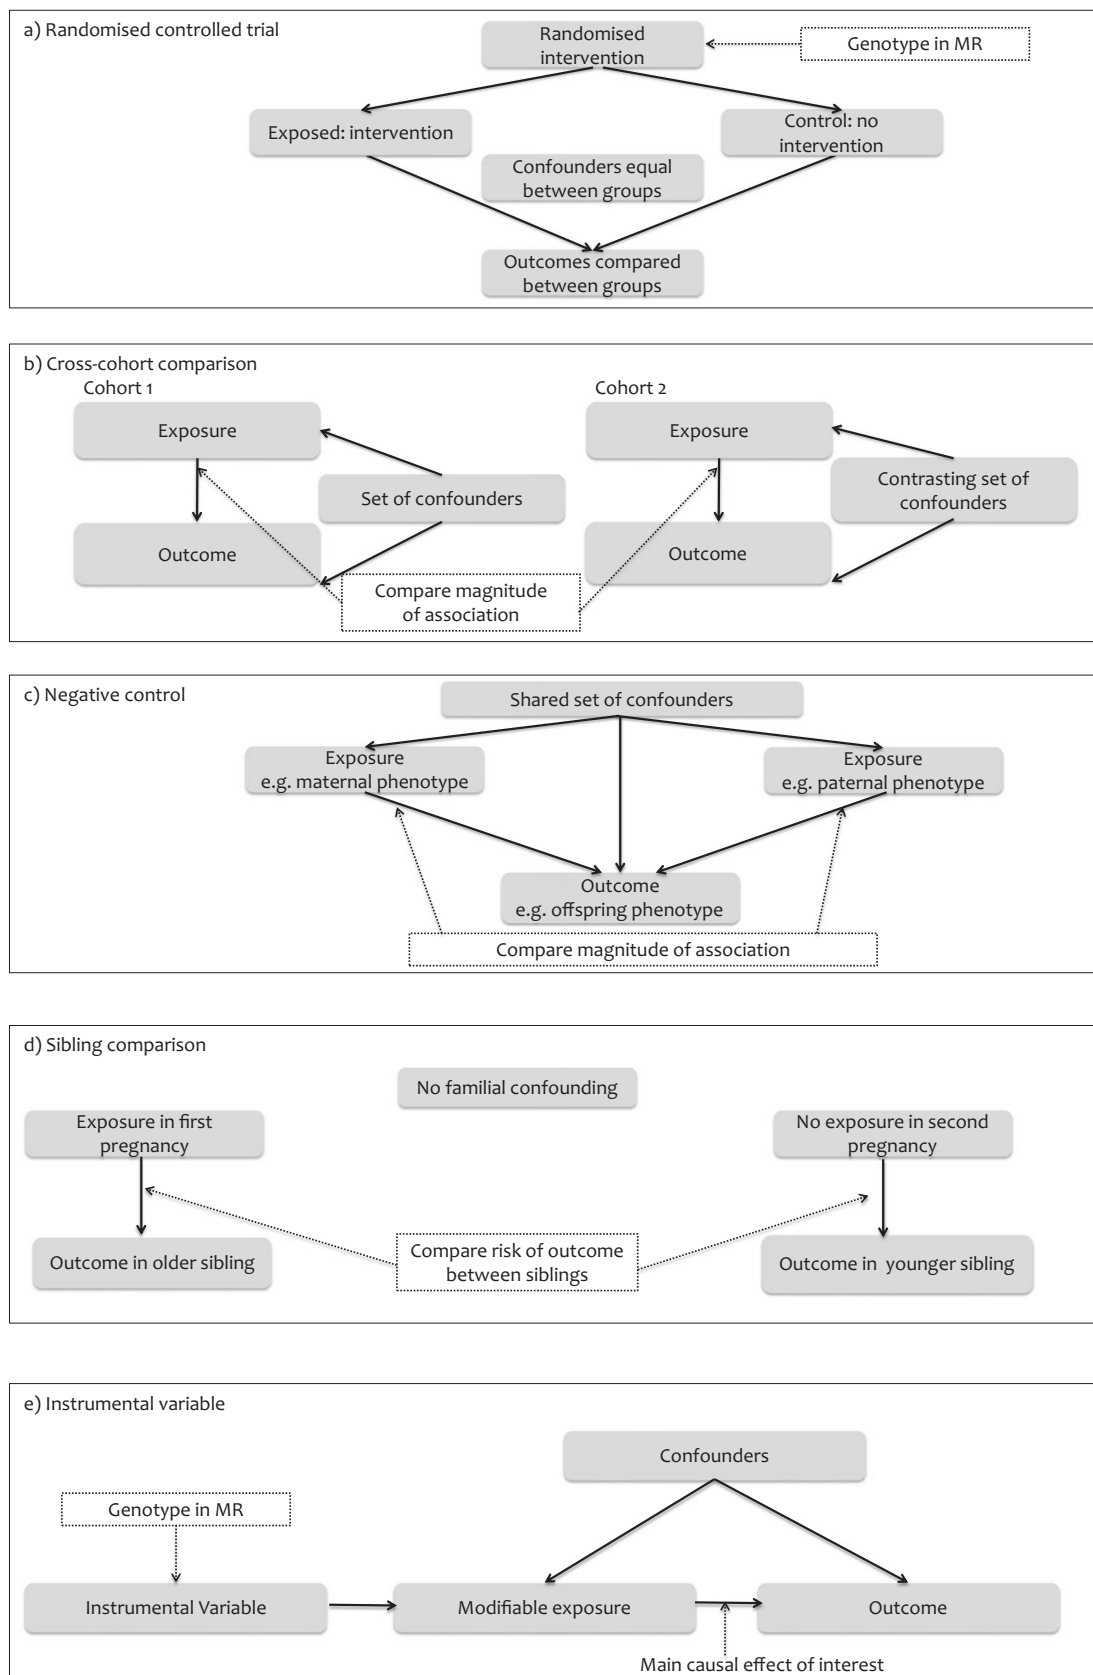 a) Randomised controlled trial
Randomised
intervention
Genotype in MR
Exposed: intervention
Control: no
intervention
Confounders equal
between groups
Outcomes compared
between groups
b) Cross-cohort comparison
Cohort 1
Cohort 2
Exposure
Exposure
Set of confounders
Contrasting set of
confounders
Outcome
Outcome
Compare magnitude
of association
c) Negative control
Shared set of confounders
Exposure
e.g. maternal phenotype
Exposure
e.g. paternal phenotype
Outcome
e.g. offspring phenotype
Compare magnitude of association
d) Sibling comparison
No familial confounding
Exposure in first
pregnancy
No exposure in second
pregnancy
Outcome in older sibling
Compare risk of outcome
between siblings
Outcome in younger sibling
e) Instrumental variable
Confounders
Genotype in MR
Instrumental Variable
Modifiable exposure
Outcome
Main causal effect of interest